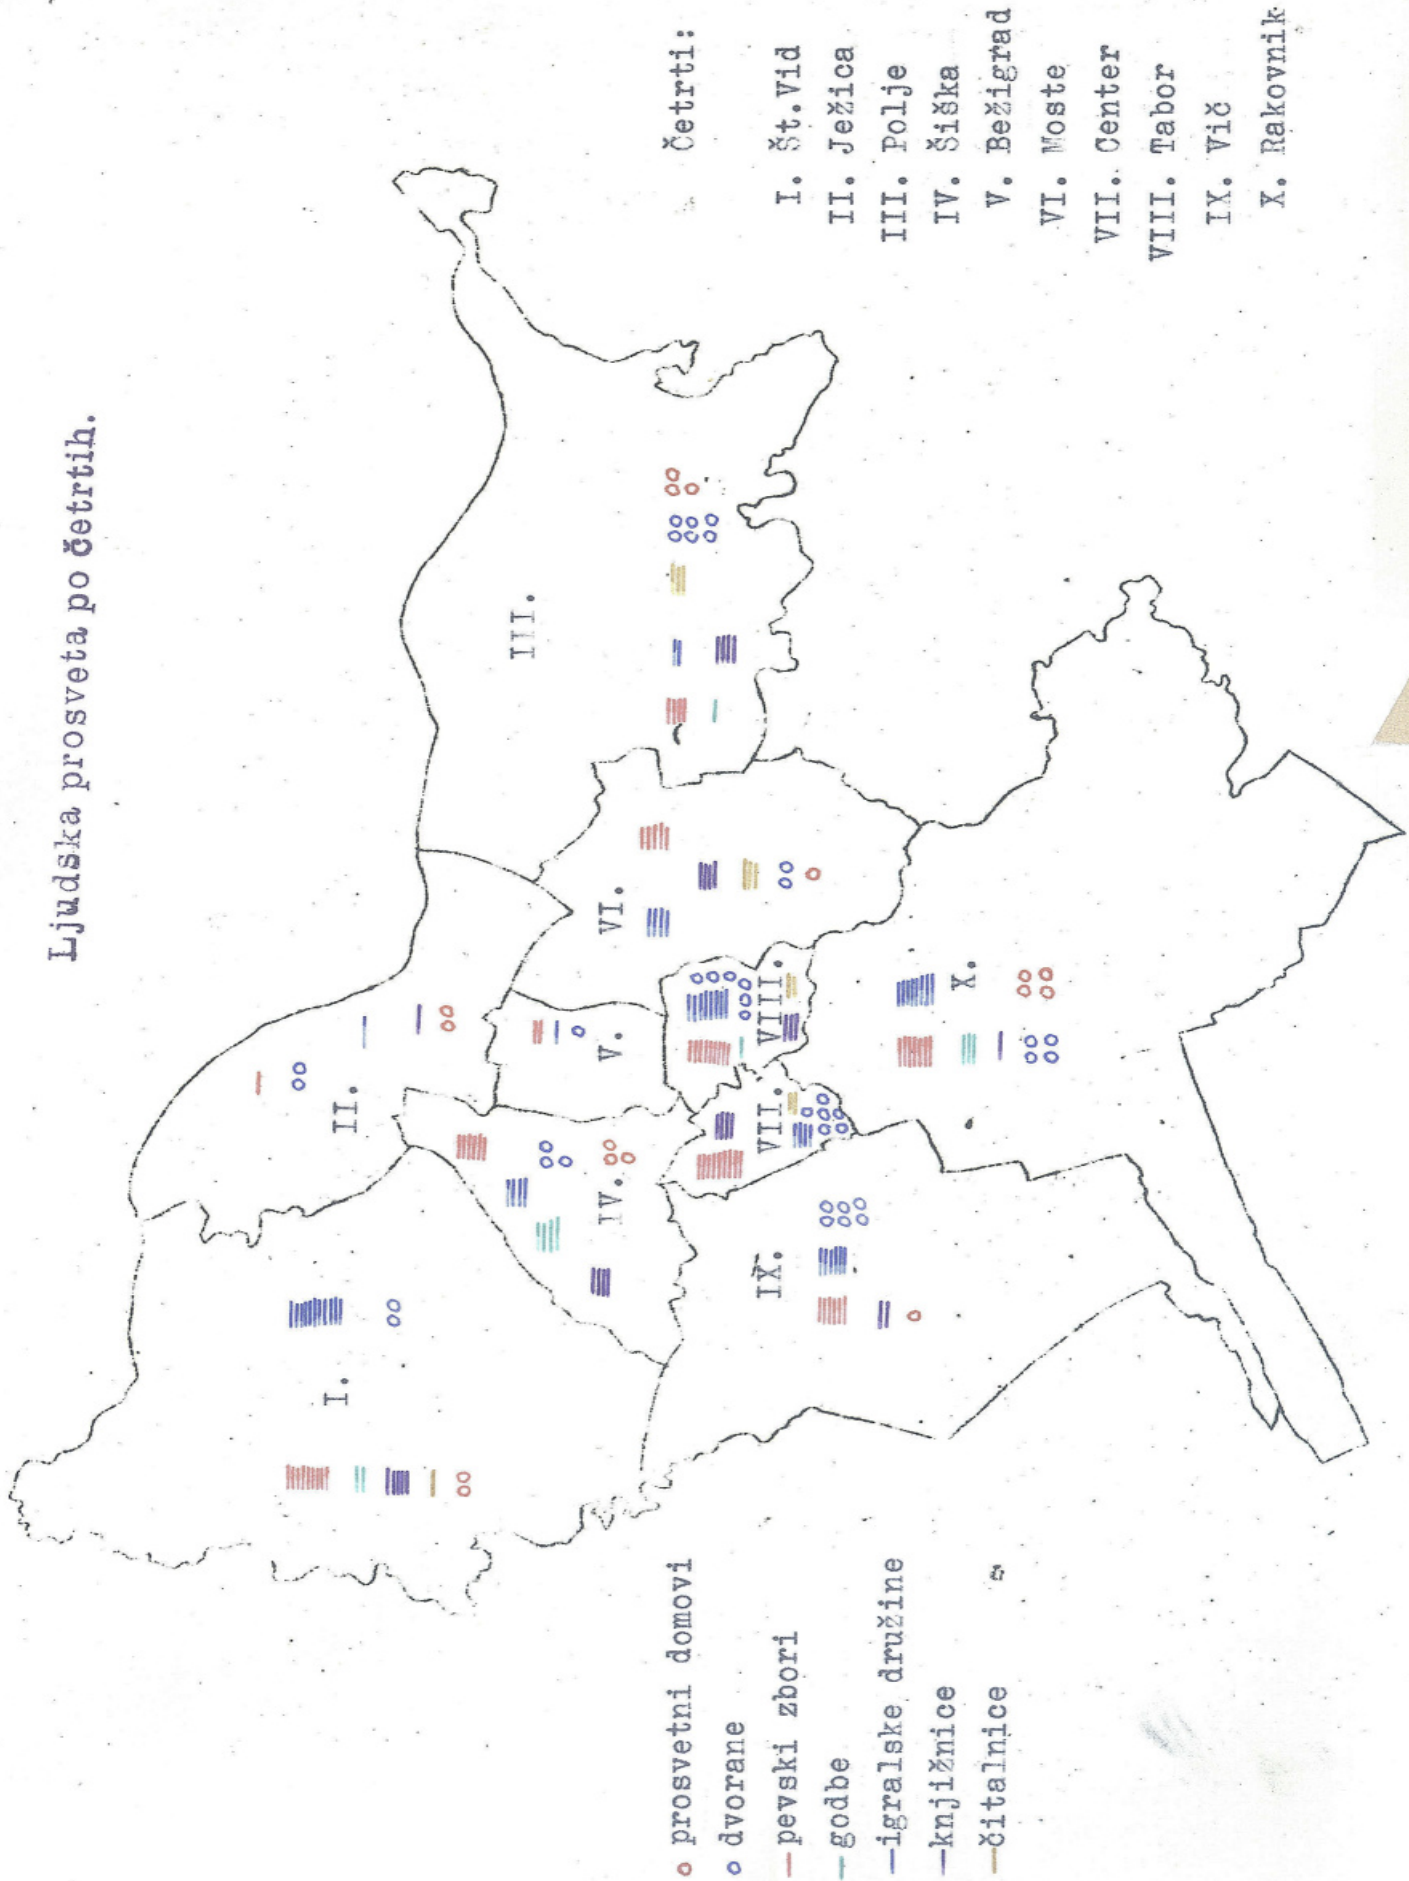 Ljudska prosveta po četrtih.
I.
II.
III.
IV.
V.
VI.
VII.
VIII.
IX.
X.
prosvetni domovi
dvorane
pevski zbori
godbe
igralske družine
knjižnice
čitalnice
Četrti:
I. Št.Vid
II. Ježica
III. Polje
IV. Šiška
V. Bežigrad
VI. Moste
VII. Center
VIII. Tabor
IX. Vič
X. Rakovnik